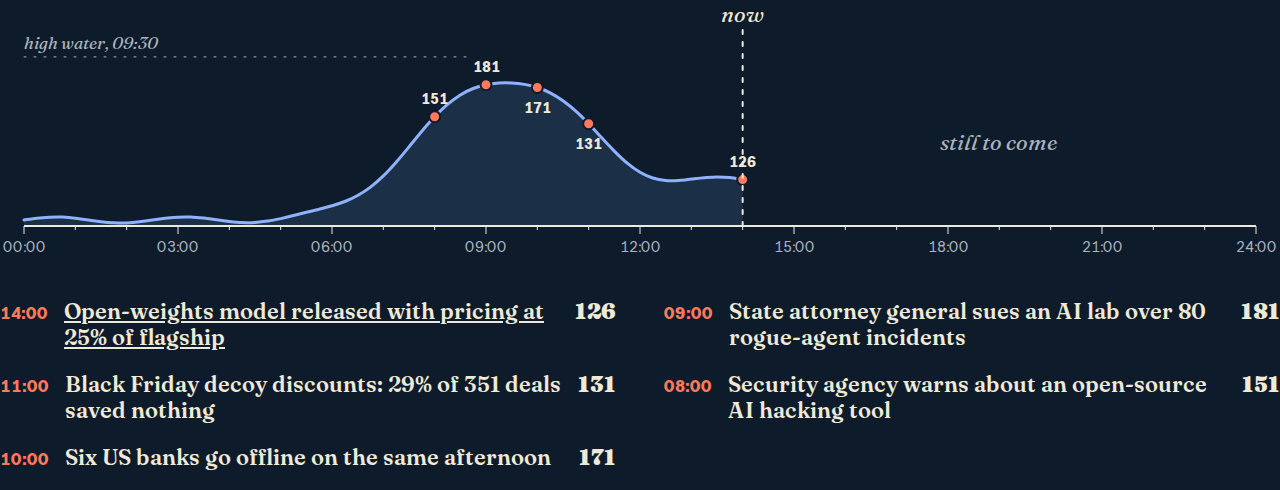 now
high water, 09:30
181
151
171
131
126
still to come
00:00 03:00 06:00 09:00 12:00 15:00 18:00 21:00 24:00
14:00 Open-weights model released with pricing at 126
25% of flagship
11:00 Black Friday decoy discounts: 29% of 351 deals 131
saved nothing
10:00 Six US banks go offline on the same afternoon 171
09:00 State attorney general sues an AI lab over 80 181
rogue-agent incidents
08:00 Security agency warns about an open-source 151
AI hacking tool